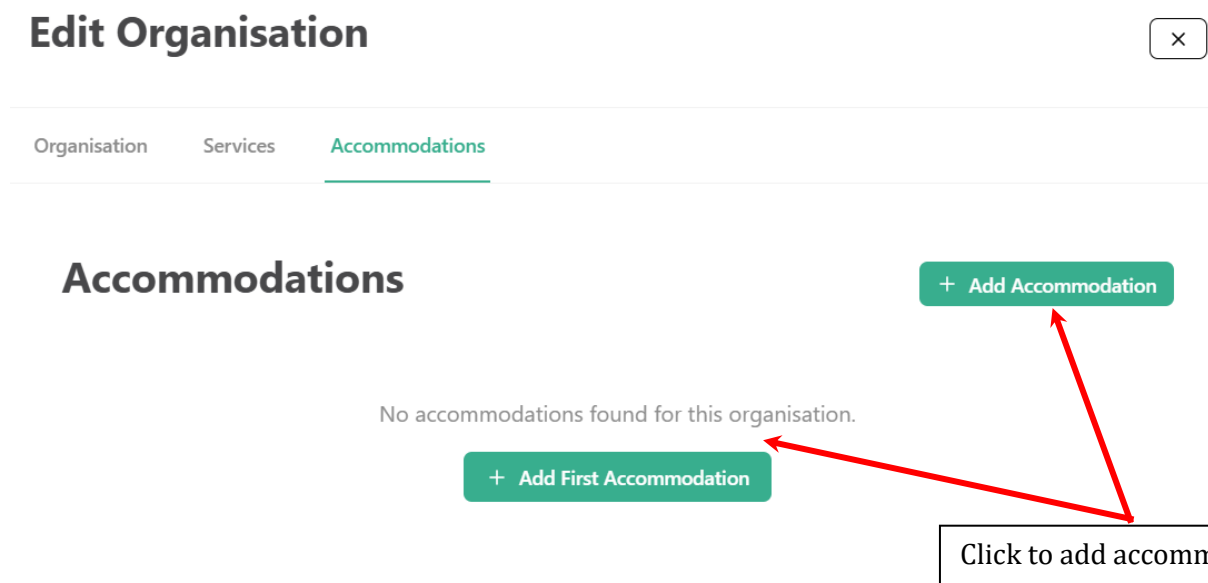 Edit Organisation
Organisation Services Accommodations
Accommodations
+ Add Accommodation
No accommodations found for this organisation.
+ Add First Accommodation
Click to add